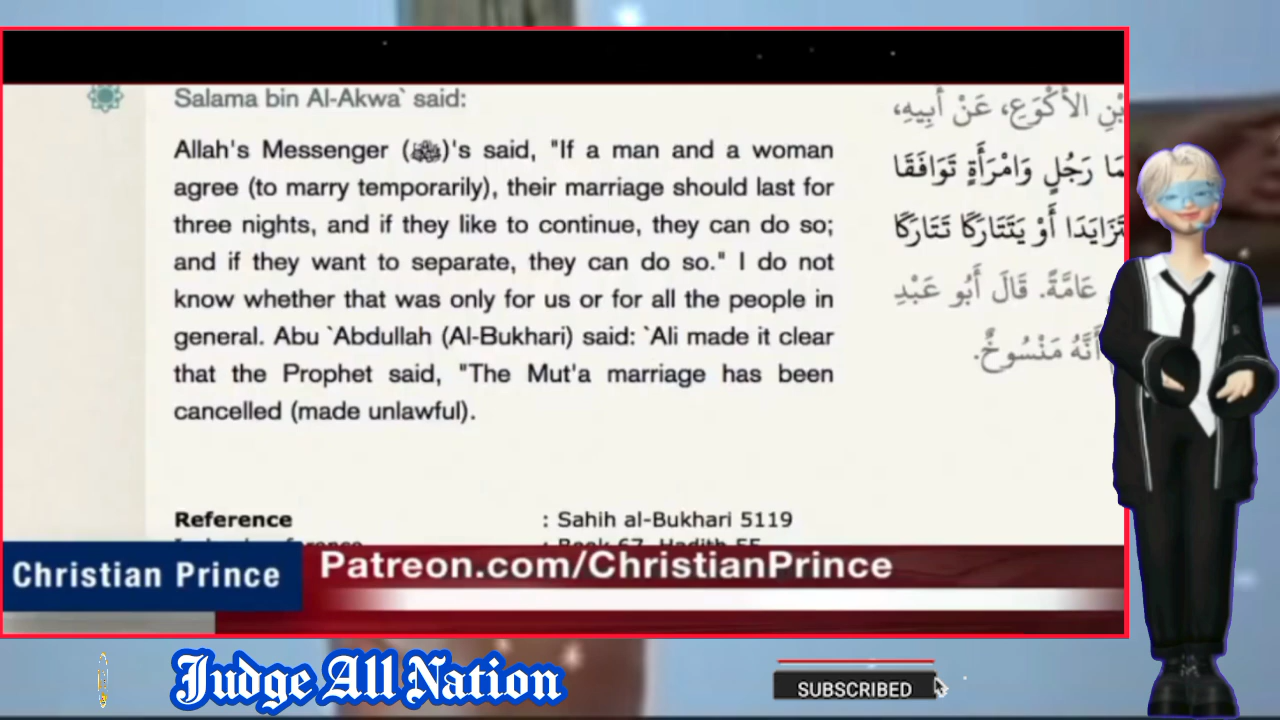 Salama bin Al-Akwa` said:
بْنِ الأَكْوَعِ، عَنْ أَبِيهِ،
Allah's Messenger (ﷺ)'s said, "If a man and a woman
agree (to marry temporarily), their marriage should last for
three nights, and if they like to continue, they can do so;
and if they want to separate, they can do so." I do not
know whether that was only for us or for all the people in
general. Abu `Abdullah (Al-Bukhari) said: `Ali made it clear
that the Prophet said, "The Mut'a marriage has been
cancelled (made unlawful).
رَجُلٍ وَامْرَأَةٍ تَوَافَقَا
أَوْ يَتَتَارَكَا تَتَارَكَا
عَامَّةً. قَالَ أَبُو عَبْدِ
أَنَّهُ مَنْسُوخٌ.
Reference : Sahih al-Bukhari 5119
Christian Prince
Patreon.com/ChristianPrince
Judge All Nation
SUBSCRIBED